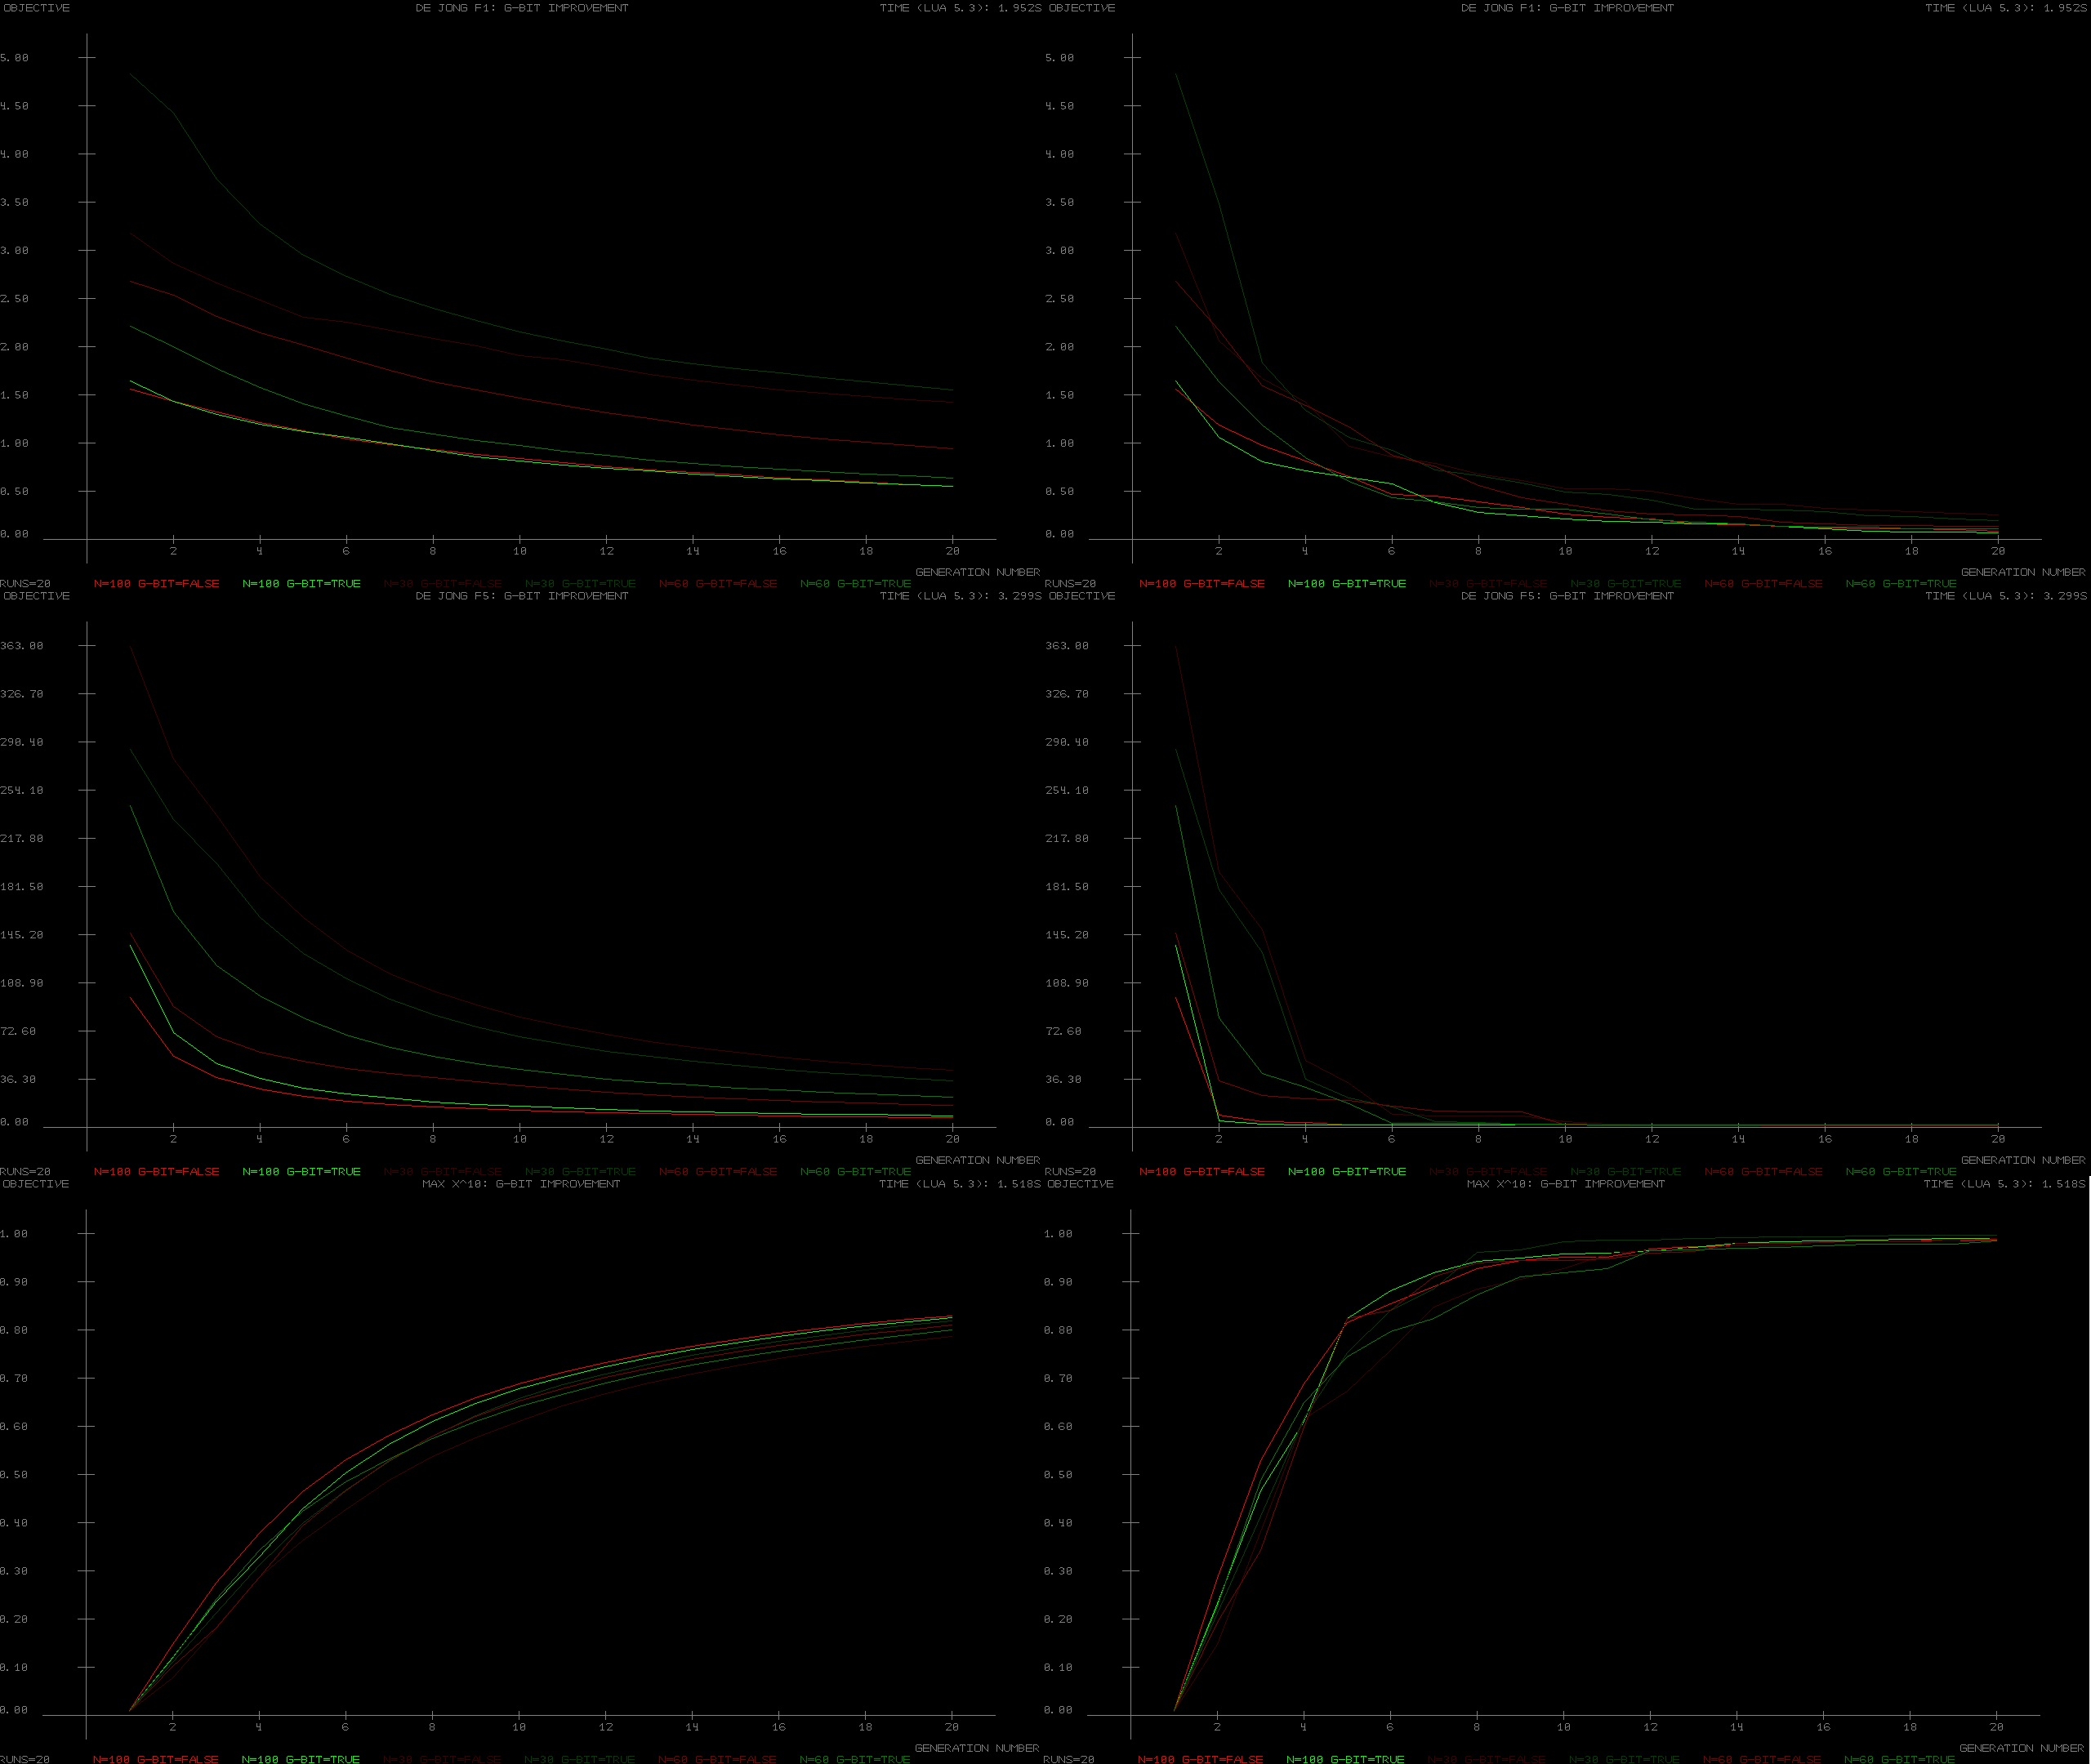 OBJECTIVE DE JONG F1: G-BIT IMPROVEMENT TIME (LUA 5.3): 1.952S
5.00
4.50
4.00
3.50
3.00
2.50
2.00
1.50
1.00
0.50
0.00
2 4 6 8 10 12 14 16 18 20
GENERATION NUMBER
RUNS=20 N=100 G-BIT=FALSE N=100 G-BIT=TRUE N=30 G-BIT=FALSE N=30 G-BIT=TRUE N=60 G-BIT=FALSE N=60 G-BIT=TRUE
OBJECTIVE DE JONG F1: G-BIT IMPROVEMENT TIME (LUA 5.3): 1.952S
5.00
4.50
4.00
3.50
3.00
2.50
2.00
1.50
1.00
0.50
0.00
2 4 6 8 10 12 14 16 18 20
GENERATION NUMBER
RUNS=20 N=100 G-BIT=FALSE N=100 G-BIT=TRUE N=30 G-BIT=FALSE N=30 G-BIT=TRUE N=60 G-BIT=FALSE N=60 G-BIT=TRUE
OBJECTIVE DE JONG F5: G-BIT IMPROVEMENT TIME (LUA 5.3): 3.299S
363.00
326.70
290.40
254.10
217.80
181.50
145.20
108.90
72.60
36.30
0.00
2 4 6 8 10 12 14 16 18 20
GENERATION NUMBER
RUNS=20 N=100 G-BIT=FALSE N=100 G-BIT=TRUE N=30 G-BIT=FALSE N=30 G-BIT=TRUE N=60 G-BIT=FALSE N=60 G-BIT=TRUE
OBJECTIVE DE JONG F5: G-BIT IMPROVEMENT TIME (LUA 5.3): 3.299S
363.00
326.70
290.40
254.10
217.80
181.50
145.20
108.90
72.60
36.30
0.00
2 4 6 8 10 12 14 16 18 20
GENERATION NUMBER
RUNS=20 N=100 G-BIT=FALSE N=100 G-BIT=TRUE N=30 G-BIT=FALSE N=30 G-BIT=TRUE N=60 G-BIT=FALSE N=60 G-BIT=TRUE
OBJECTIVE MAX X^10: G-BIT IMPROVEMENT TIME (LUA 5.3): 1.518S
1.00
0.90
0.80
0.70
0.60
0.50
0.40
0.30
0.20
0.10
0.00
2 4 6 8 10 12 14 16 18 20
GENERATION NUMBER
RUNS=20 N=100 G-BIT=FALSE N=100 G-BIT=TRUE N=30 G-BIT=FALSE N=30 G-BIT=TRUE N=60 G-BIT=FALSE N=60 G-BIT=TRUE
OBJECTIVE MAX X^10: G-BIT IMPROVEMENT TIME (LUA 5.3): 1.518S
1.00
0.90
0.80
0.70
0.60
0.50
0.40
0.30
0.20
0.10
0.00
2 4 6 8 10 12 14 16 18 20
GENERATION NUMBER
RUNS=20 N=100 G-BIT=FALSE N=100 G-BIT=TRUE N=30 G-BIT=FALSE N=30 G-BIT=TRUE N=60 G-BIT=FALSE N=60 G-BIT=TRUE